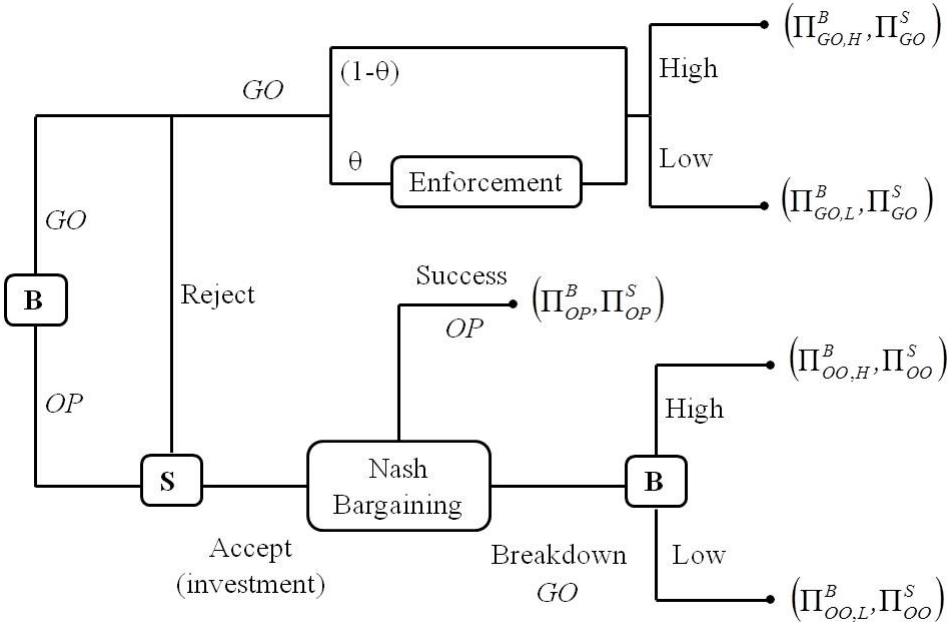 (Π^B_{GO,H}, Π^S_{GO})
(1-θ)
GO
High
θ
Low
Enforcement
(Π^B_{GO,L}, Π^S_{GO})
GO
B
Reject
Success
OP
(Π^B_{OP}, Π^S_{OP})
(Π^B_{OO,H}, Π^S_{OO})
OP
High
S
Nash
Bargaining
B
Accept
(investment)
Breakdown
GO
Low
(Π^B_{OO,L}, Π^S_{OO})